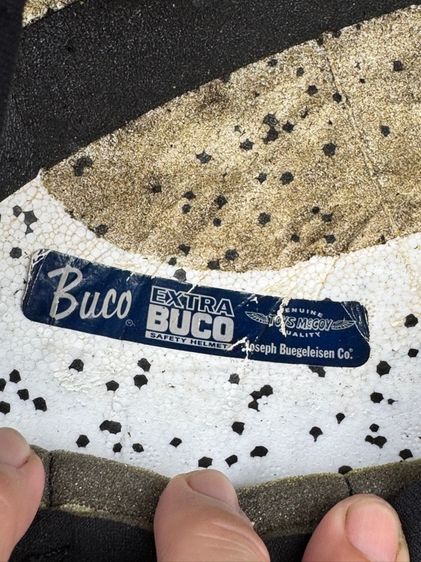 Buco
EXTRA
BUCO
SAFETY HELMET
GENUINE
TOYS McCOY
QUALITY
Joseph Buegeleisen Co.